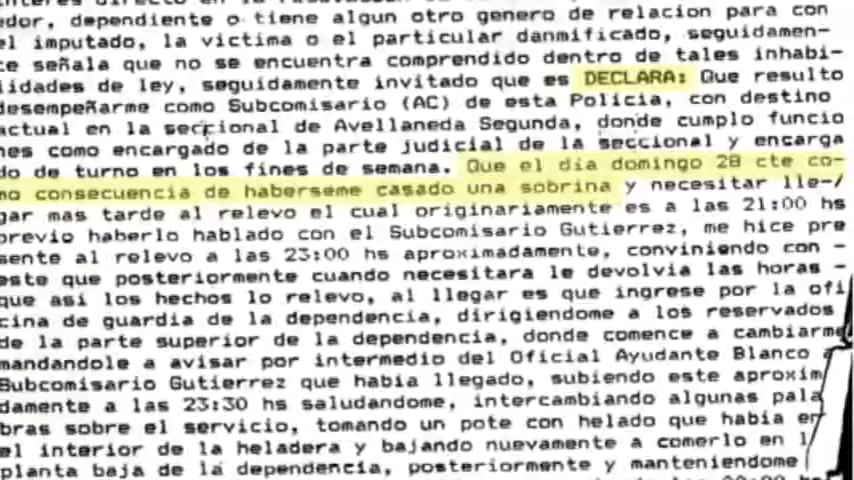 edor, dependiente o tiene algun otro genero de relacion para con
el imputado, la victima o el particular danmificado, seguidamen-
te señala que no se encuentra comprendido dentro de tales inhabi-
lidades de ley, seguidamente invitado que es DECLARA: Que resulto
desempeñarme como Subcomisario (AC) de esta Policia, con destino
actual en la seccional de Avellaneda Segunda, donde cumplo funcio
nes como encargado de la parte judicial de la seccional y encarga
do de turno en los fines de semana. Que el dia domingo 28 cte co-
mo consecuencia de haberseme casado una sobrina y necesitar lle-/
gar mas tarde al relevo el cual originariamente es a las 21:00 hs
previo haberlo hablado con el Subcomisario Gutierrez, me hice pre
sente al relevo a las 23:00 hs aproximadamente, conviniendo con -
este que posteriormente cuando necesitara le devolvia las horas -
que asi los hechos lo relevo, al llegar es que ingrese por la ofi
cina de guardia de la dependencia, dirigiendome a los reservados
de la parte superior de la dependencia, donde comence a cambiarme
mandandole a avisar por intermedio del Oficial Ayudante Blanco a
Subcomisario Gutierrez que habia llegado, subiendo este aproxim
damente a las 23:30 hs saludandome, intercambiando algunas pala
bras sobre el servicio, tomando un pote con helado que habia en
el interior de la heladera y bajando nuevamente a comerlo en l
planta baja de la dependencia, posteriormente y manteniendome